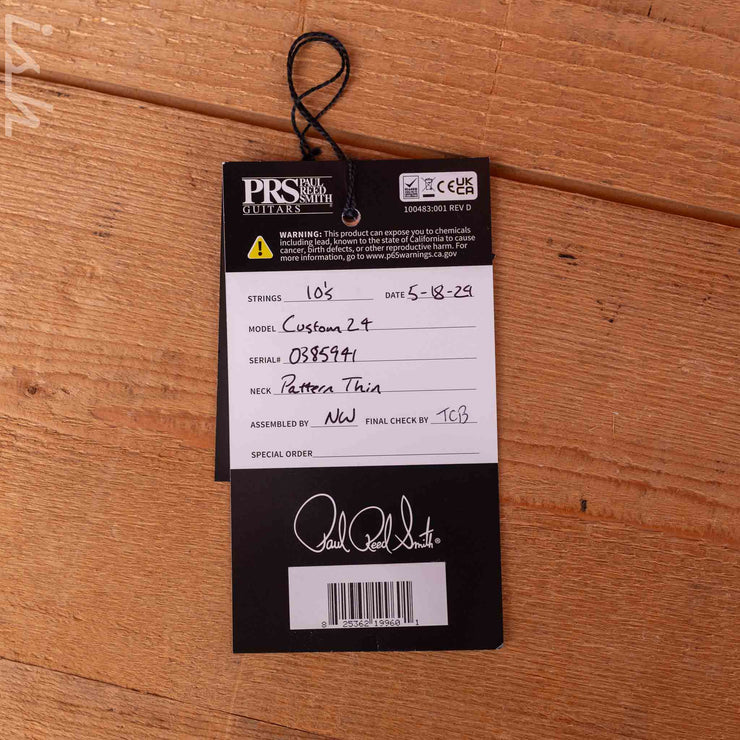 ish
PRS PAUL REED SMITH
GUITARS
CE UK CA
100483:001 REV D
WARNING: This product can expose you to chemicals
including lead, known to the state of California to cause
cancer, birth defects, or other reproductive harm. For
more information, go to www.p65warnings.ca.gov
STRINGS 10's DATE 5-18-24
MODEL Custom 24
SERIAL# 0385941
NECK Pattern Thin
ASSEMBLED BY NW FINAL CHECK BY TCB
SPECIAL ORDER
Paul Reed Smith®
8 25362 19960 1